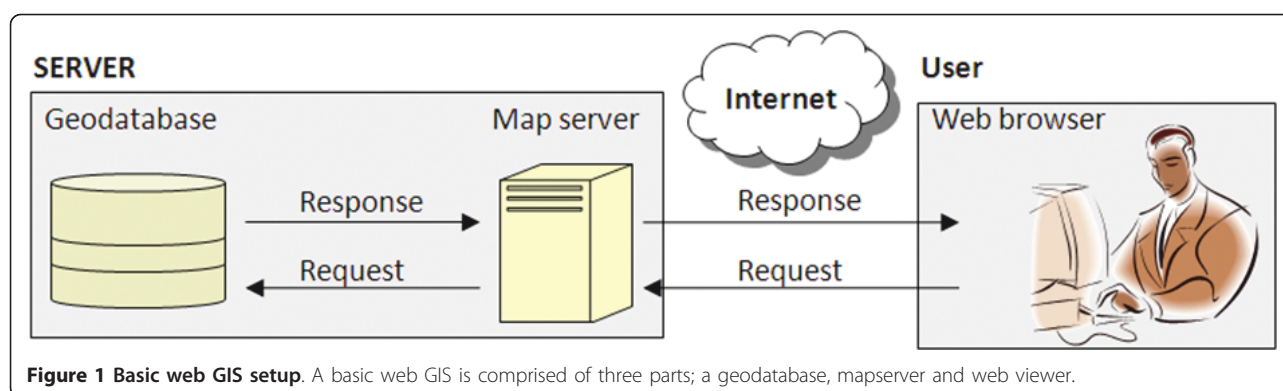 SERVER
Geodatabase
Map server
Response
Request
Internet
Response
Request
User
Web browser
Figure 1 Basic web GIS setup. A basic web GIS is comprised of three parts; a geodatabase, mapserver and web viewer.